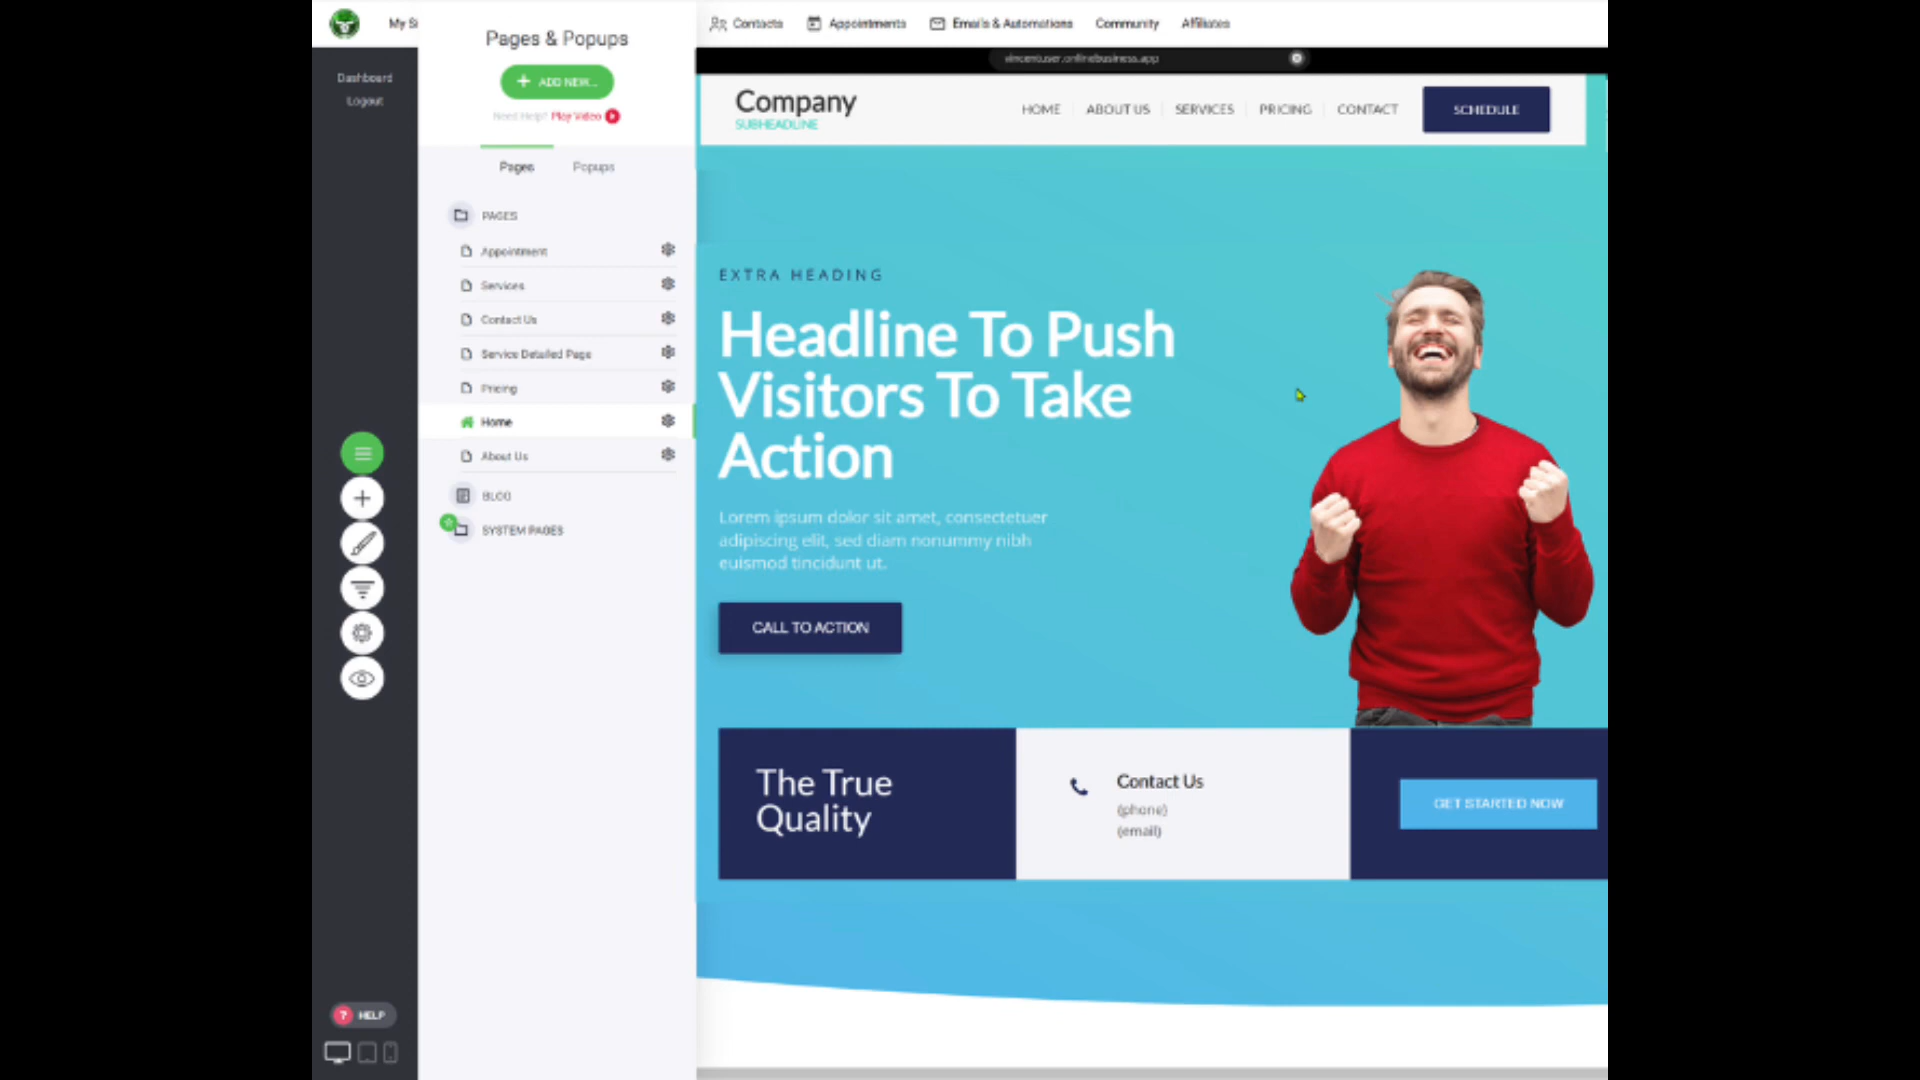 My Si
Contacts
Appointments
Emails & Automations
Community
Affiliates
Dashboard
Logout
HELP
Pages & Popups
ADD NEW...
Need Help? Play Video
Pages
Popups
PAGES
Appointment
Services
Contact Us
Service Detailed Page
Pricing
Home
About Us
BLOG
SYSTEM PAGES
vincentuser.onlinebusiness.app
Company
SUBHEADLINE
HOME
ABOUT US
SERVICES
PRICING
CONTACT
SCHEDULE
EXTRA HEADING
Headline To Push
Visitors To Take
Action
Lorem ipsum dolor sit amet, consectetuer
adipiscing elit, sed diam nonummy nibh
euismod tincidunt ut.
CALL TO ACTION
The True
Quality
Contact Us
(phone)
(email)
GET STARTED NOW